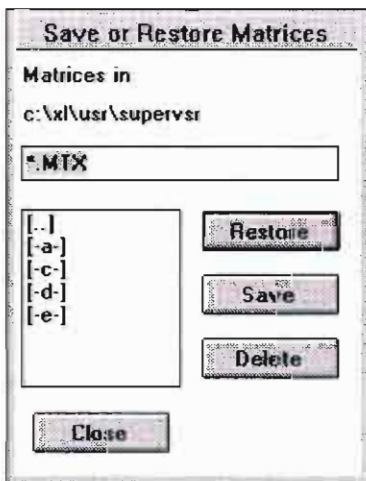 Save or Restore Matrices
Matrices in
c:\xl\usr\supervsr
*.MTX
[..]
[-a-]
[-c-]
[-d-]
[-e-]
Restore
Save
Delete
Close